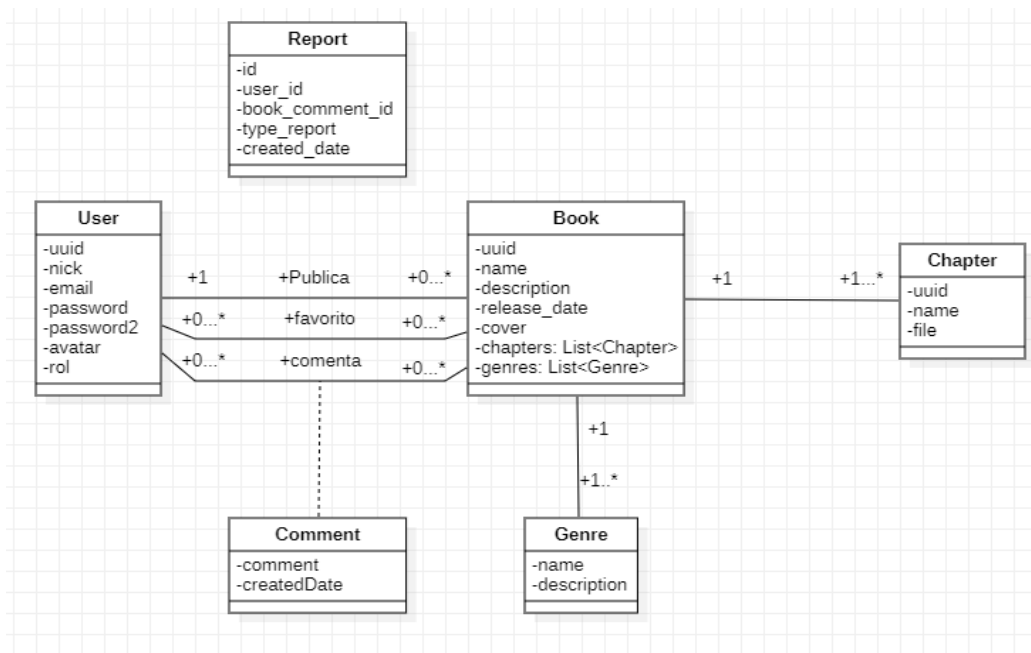 Report
-id
-user_id
-book_comment_id
-type_report
-created_date
User
-uuid
-nick
-email
-password
-password2
-avatar
-rol
+1 +Publica +0...*
+0...* +favorito +0...*
+0...* +comenta +0...*
Book
-uuid
-name
-description
-release_date
-cover
-chapters: List<Chapter>
-genres: List<Genre>
+1 +1...*
Chapter
-uuid
-name
-file
+1
+1..*
Comment
-comment
-createdDate
Genre
-name
-description